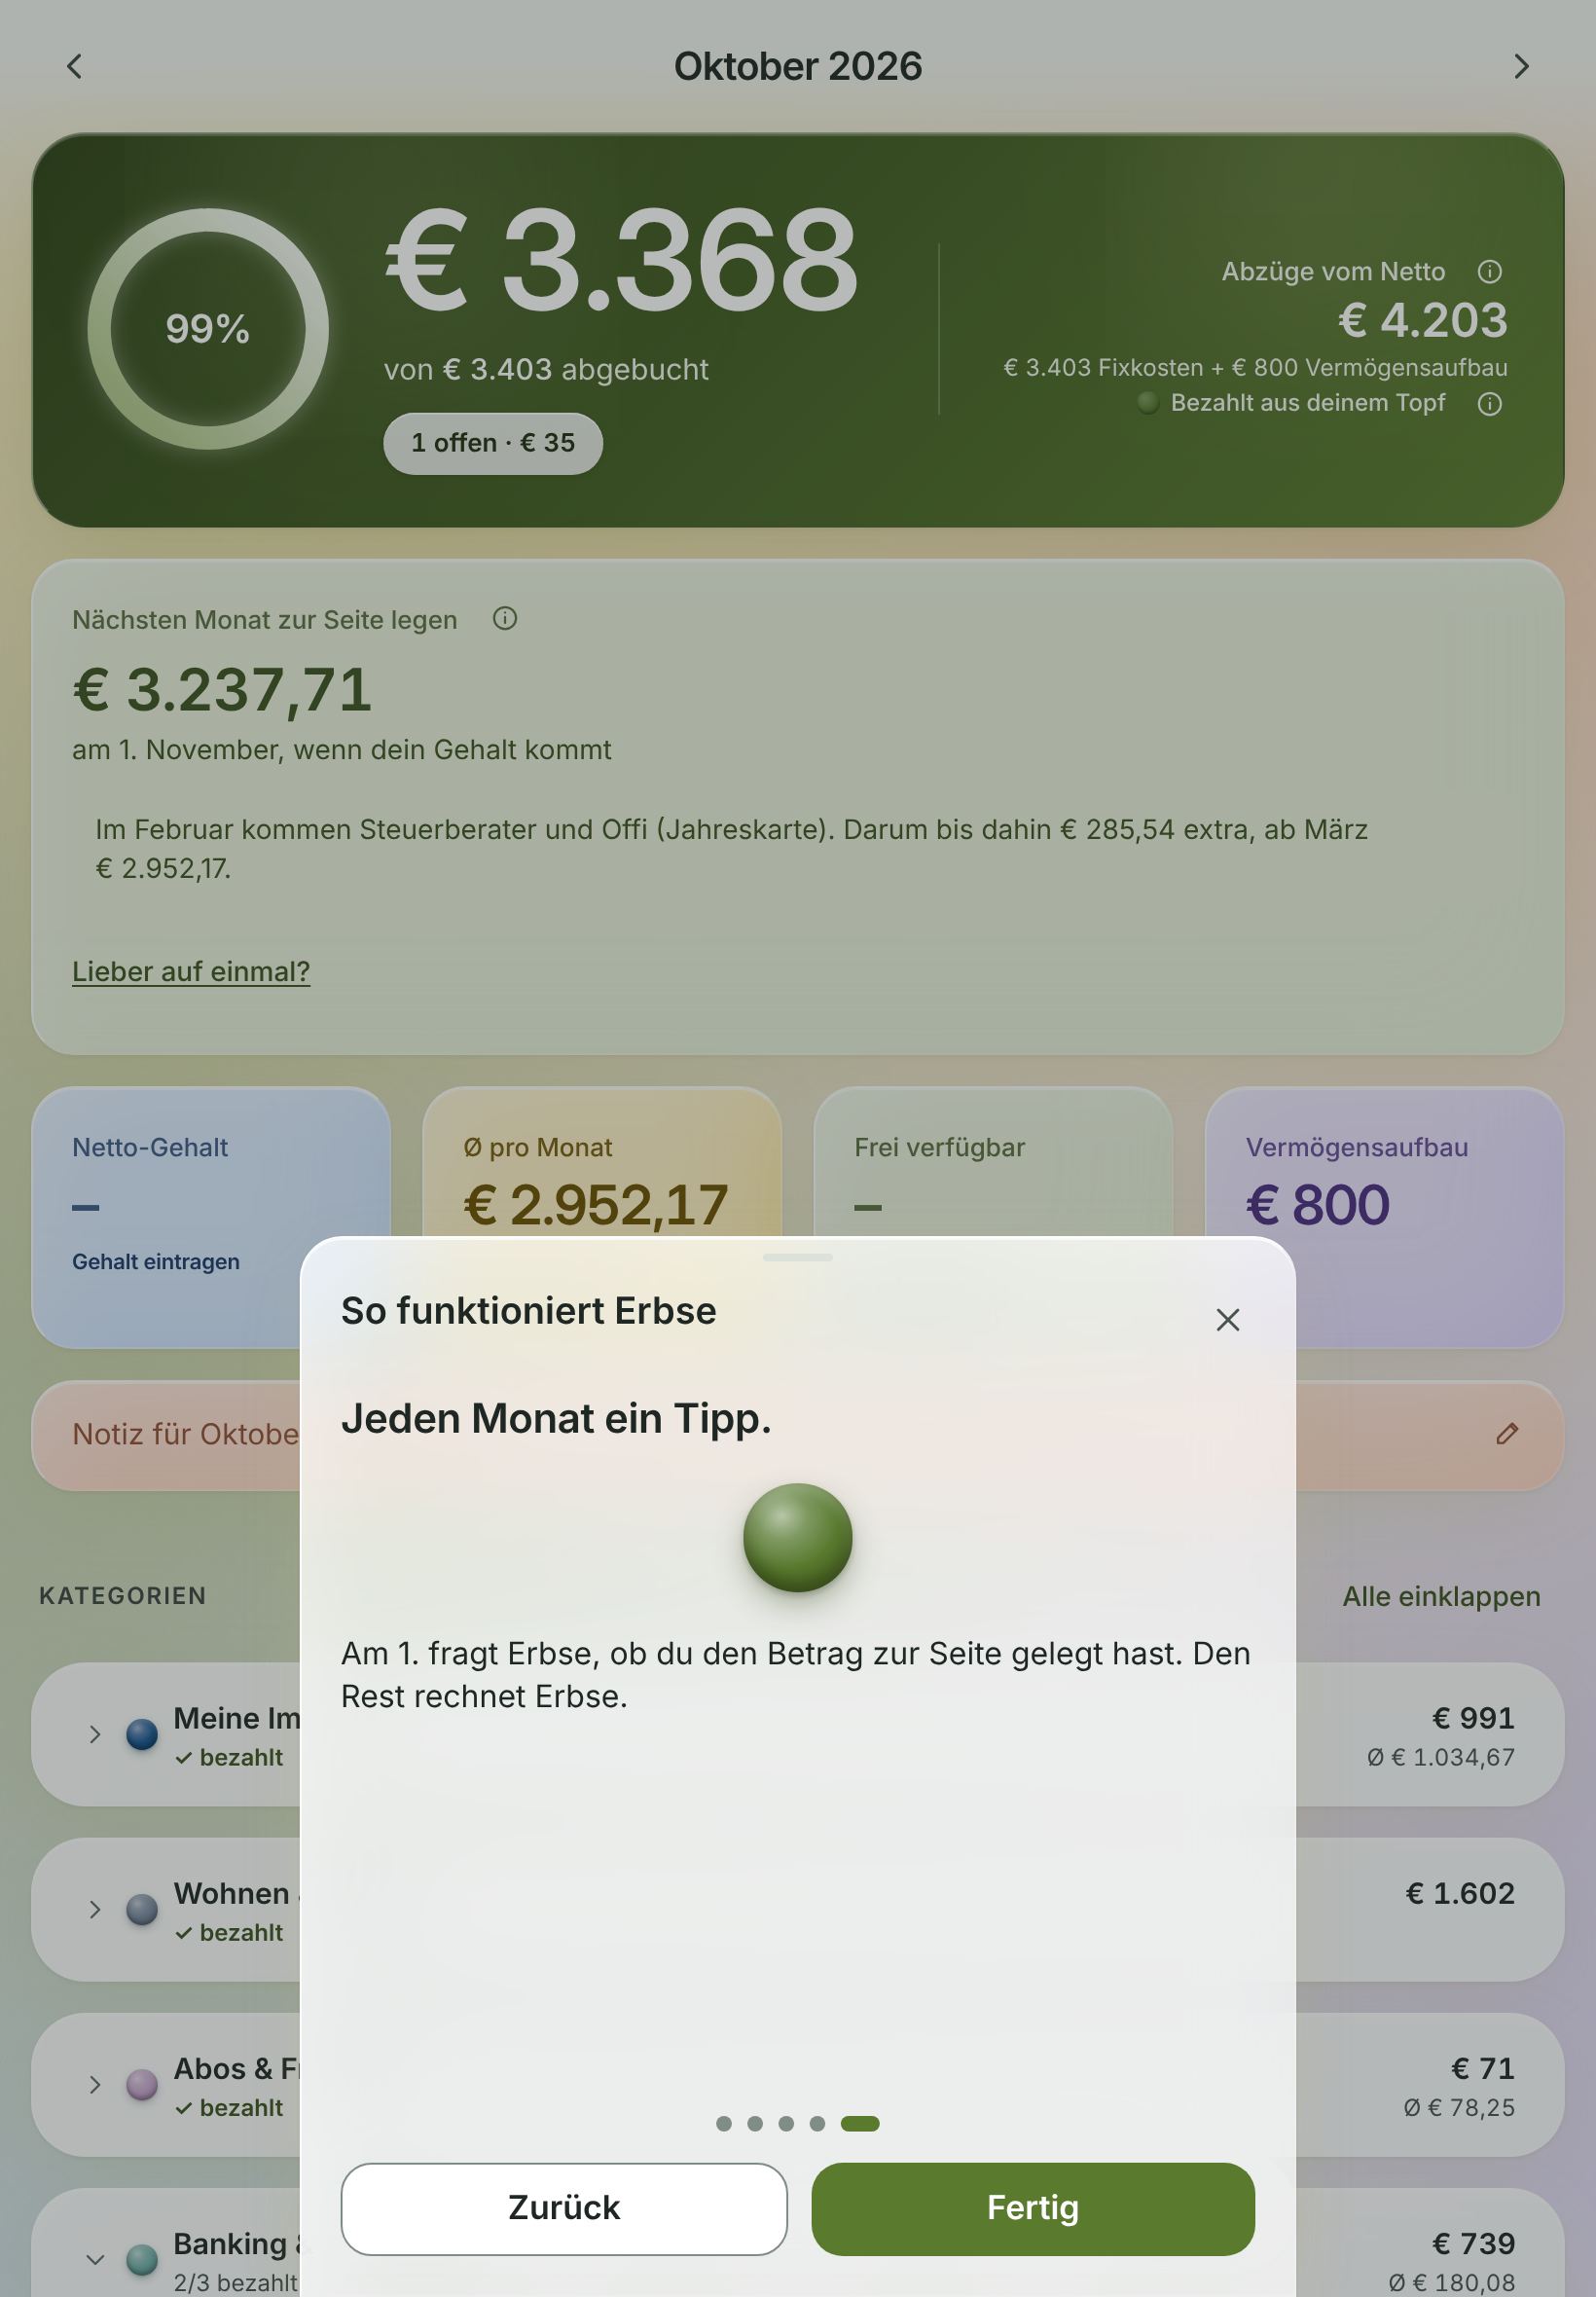 Oktober 2026
99%
€ 3.368
von € 3.403 abgebucht
1 offen · € 35
Abzüge vom Netto
€ 4.203
€ 3.403 Fixkosten + € 800 Vermögensaufbau
Bezahlt aus deinem Topf
Nächsten Monat zur Seite legen
€ 3.237,71
am 1. November, wenn dein Gehalt kommt
Im Februar kommen Steuerberater und Offi (Jahreskarte). Darum bis dahin € 285,54 extra, ab März
€ 2.952,17.
Lieber auf einmal?
Netto-Gehalt
–
Gehalt eintragen
Ø pro Monat
€ 2.952,17
Frei verfügbar
–
Vermögensaufbau
€ 800
Notiz für Oktobe
KATEGORIEN
Alle einklappen
Meine Im
✓ bezahlt
€ 991
Ø € 1.034,67
Wohnen
✓ bezahlt
€ 1.602
Abos & Fr
✓ bezahlt
€ 71
Ø € 78,25
Banking &
2/3 bezahlt
€ 739
Ø € 180,08
So funktioniert Erbse
Jeden Monat ein Tipp.
Am 1. fragt Erbse, ob du den Betrag zur Seite gelegt hast. Den
Rest rechnet Erbse.
Zurück
Fertig